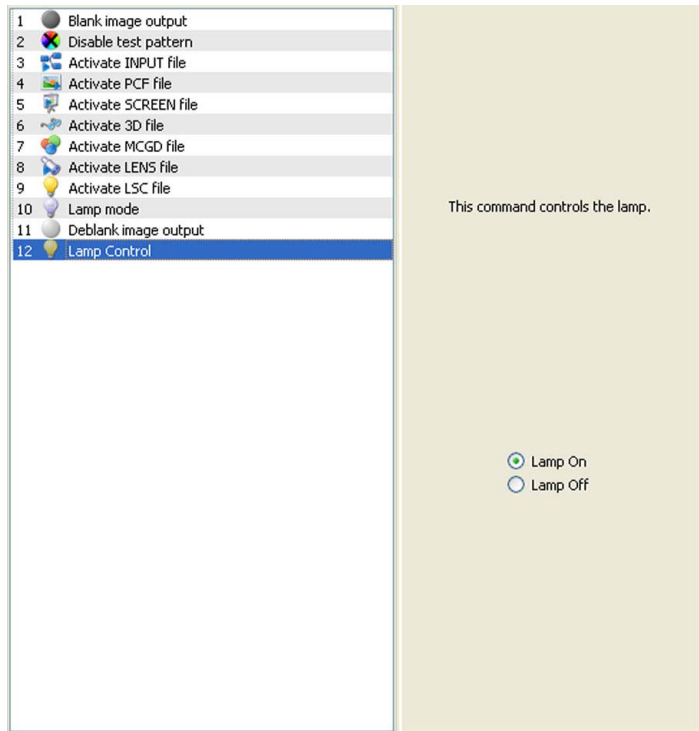 1 Blank image output
2 Disable test pattern
3 Activate INPUT file
4 Activate PCF file
5 Activate SCREEN file
6 Activate 3D file
7 Activate MCGD file
8 Activate LENS file
9 Activate LSC file
10 Lamp mode
11 Deblank image output
12 Lamp Control
This command controls the lamp.
Lamp On
Lamp Off